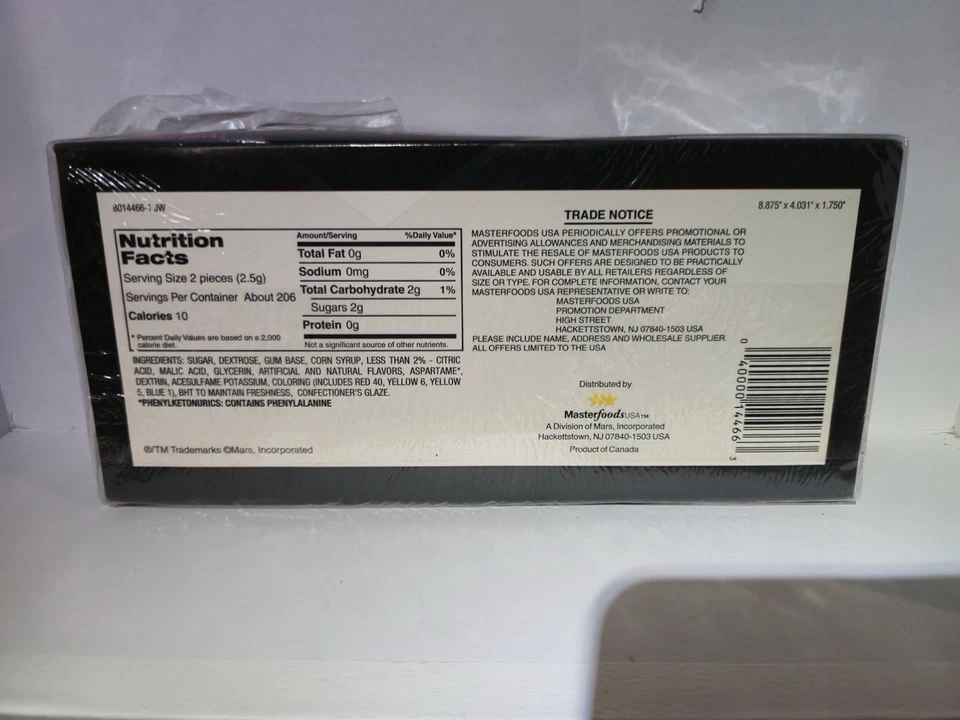 8014466-1 JW
8.875" x 4.031" x 1.750"
Nutrition
Facts
Serving Size 2 pieces (2.5g)
Servings Per Container About 206
Calories 10
* Percent Daily Values are based on a 2,000
calorie diet.
Amount/Serving %Daily Value*
Total Fat 0g 0%
Sodium 0mg 0%
Total Carbohydrate 2g 1%
Sugars 2g
Protein 0g
Not a significant source of other nutrients.
INGREDIENTS: SUGAR, DEXTROSE, GUM BASE, CORN SYRUP, LESS THAN 2% - CITRIC
ACID, MALIC ACID, GLYCERIN, ARTIFICIAL AND NATURAL FLAVORS, ASPARTAME*,
DEXTRIN, ACESULFAME POTASSIUM, COLORING (INCLUDES RED 40, YELLOW 6, YELLOW
5, BLUE 1), BHT TO MAINTAIN FRESHNESS, CONFECTIONER'S GLAZE.
*PHENYLKETONURICS: CONTAINS PHENYLALANINE
®/TM Trademarks ©Mars, Incorporated
TRADE NOTICE
MASTERFOODS USA PERIODICALLY OFFERS PROMOTIONAL OR
ADVERTISING ALLOWANCES AND MERCHANDISING MATERIALS TO
STIMULATE THE RESALE OF MASTERFOODS USA PRODUCTS TO
CONSUMERS. SUCH OFFERS ARE DESIGNED TO BE PRACTICALLY
AVAILABLE AND USABLE BY ALL RETAILERS REGARDLESS OF
SIZE OR TYPE. FOR COMPLETE INFORMATION, CONTACT YOUR
MASTERFOODS USA REPRESENTATIVE OR WRITE TO:
MASTERFOODS USA
PROMOTION DEPARTMENT
HIGH STREET
HACKETTSTOWN, NJ 07840-1503 USA
PLEASE INCLUDE NAME, ADDRESS AND WHOLESALE SUPPLIER.
ALL OFFERS LIMITED TO THE USA
Distributed by
MasterfoodsUSA™
A Division of Mars, Incorporated
Hackettstown, NJ 07840-1503 USA
Product of Canada
0 40000 14466 3